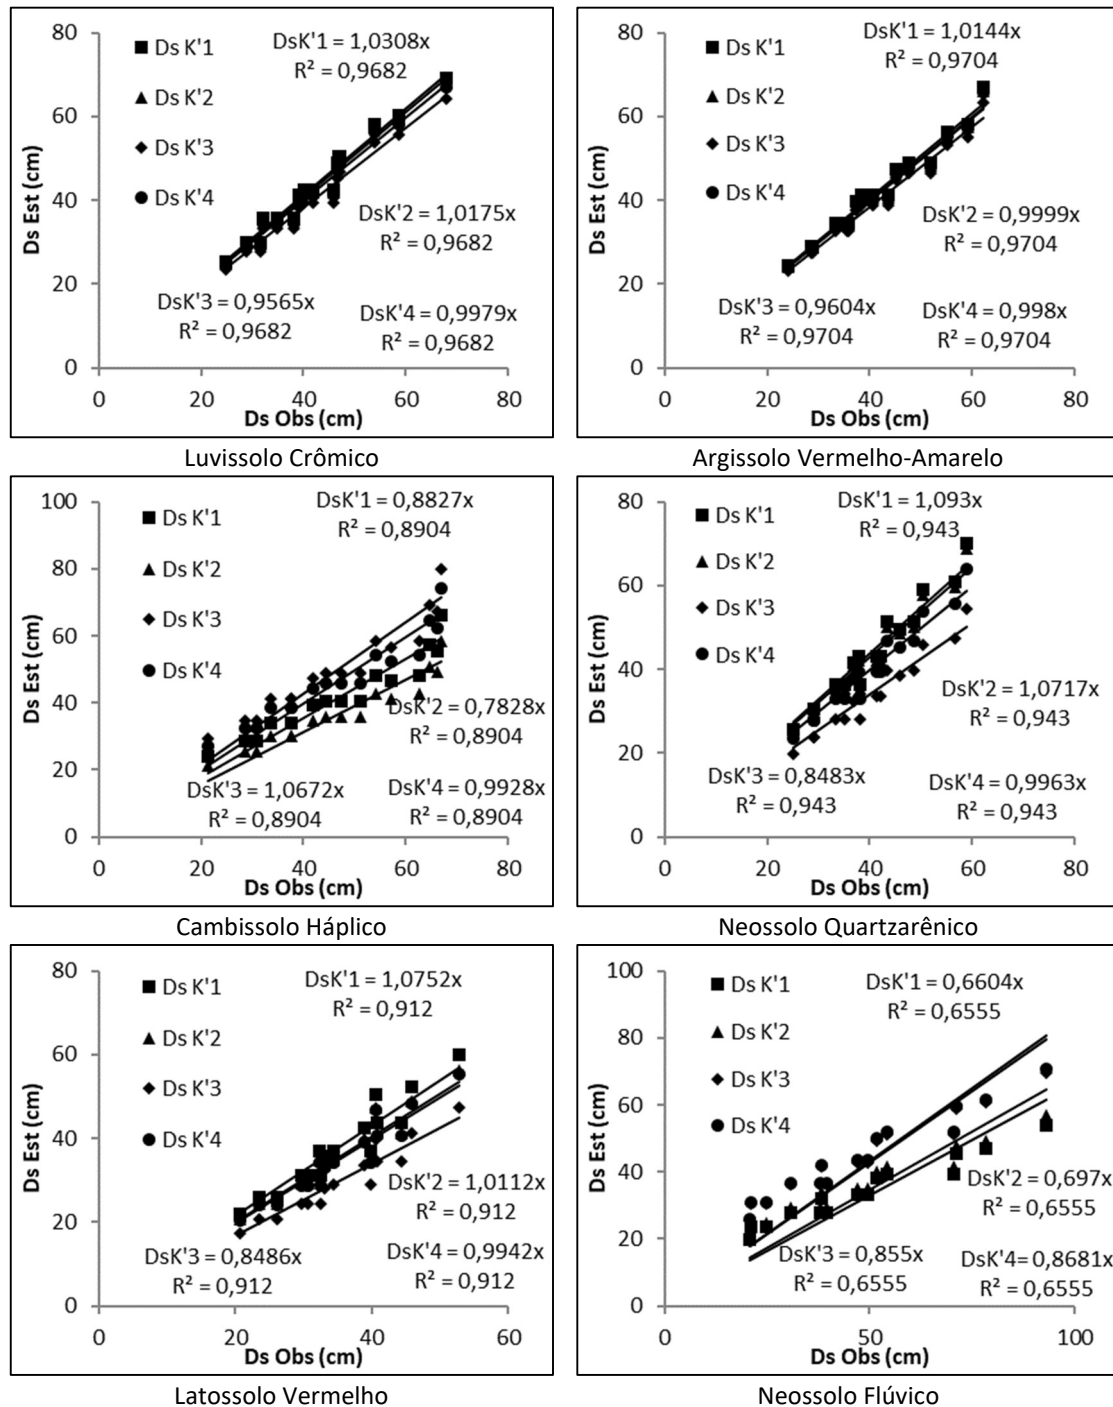 80
60
40
20
0
Ds Est (cm)
Ds K'1
Ds K'2
Ds K'3
Ds K'4
DsK'1 = 1,0308x
R² = 0,9682
DsK'2 = 1,0175x
R² = 0,9682
DsK'3 = 0,9565x
R² = 0,9682
DsK'4 = 0,9979x
R² = 0,9682
0 20 40 60 80
Ds Obs (cm)
Luvissolo Crômico
80
60
40
20
0
Ds Est (cm)
Ds K'1
Ds K'2
Ds K'3
Ds K'4
DsK'1 = 1,0144x
R² = 0,9704
DsK'2 = 0,9999x
R² = 0,9704
DsK'3 = 0,9604x
R² = 0,9704
DsK'4 = 0,998x
R² = 0,9704
0 20 40 60 80
Ds Obs (cm)
Argissolo Vermelho-Amarelo
100
80
60
40
20
0
Ds Est (cm)
Ds K'1
Ds K'2
Ds K'3
Ds K'4
DsK'1 = 0,8827x
R² = 0,8904
DsK'2 = 0,7828x
R² = 0,8904
DsK'3 = 1,0672x
R² = 0,8904
DsK'4 = 0,9928x
R² = 0,8904
0 20 40 60 80
Ds Obs (cm)
Cambissolo Háplico
80
60
40
20
0
Ds Est (cm)
Ds K'1
Ds K'2
Ds K'3
Ds K'4
DsK'1 = 1,093x
R² = 0,943
DsK'2 = 1,0717x
R² = 0,943
DsK'3 = 0,8483x
R² = 0,943
DsK'4 = 0,9963x
R² = 0,943
0 20 40 60 80
Ds Obs (cm)
Neossolo Quartzarênico
80
60
40
20
0
Ds Est (cm)
Ds K'1
Ds K'2
Ds K'3
Ds K'4
DsK'1 = 1,0752x
R² = 0,912
DsK'2 = 1,0112x
R² = 0,912
DsK'3 = 0,8486x
R² = 0,912
DsK'4 = 0,9942x
R² = 0,912
0 20 40 60
Ds Obs (cm)
Latossolo Vermelho
100
80
60
40
20
0
Ds Est (cm)
Ds K'1
Ds K'2
Ds K'3
Ds K'4
DsK'1 = 0,6604x
R² = 0,6555
DsK'2 = 0,697x
R² = 0,6555
DsK'3 = 0,855x
R² = 0,6555
DsK'4= 0,8681x
R² = 0,6555
0 50 100
Ds Obs (cm)
Neossolo Flúvico